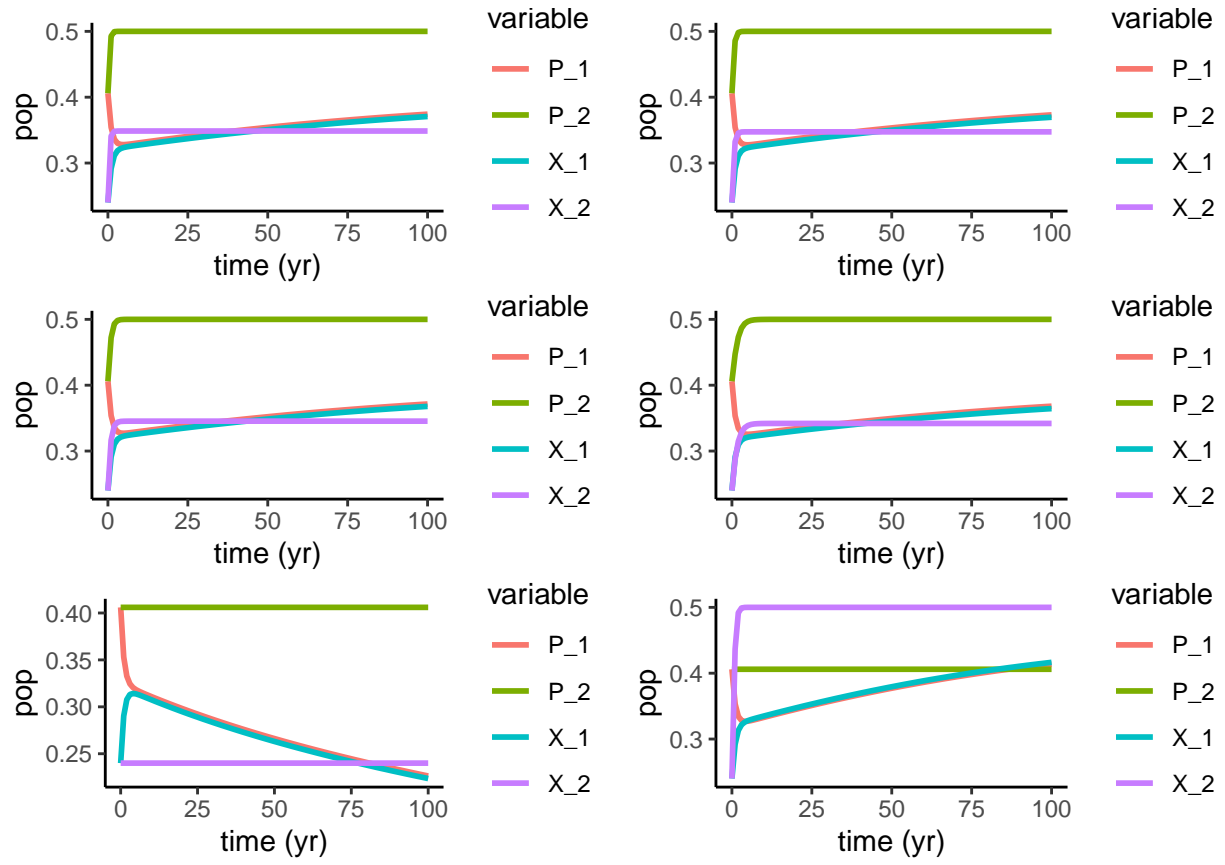 variable
0.5
P_1
0.4
P_2
pop
0.3
X_1
X_2
0 25 50 75 100
time (yr)
variable
0.5
P_1
0.4
P_2
pop
0.3
X_1
X_2
0 25 50 75 100
time (yr)
variable
0.5
P_1
0.4
P_2
pop
0.3
X_1
X_2
0 25 50 75 100
time (yr)
variable
0.5
P_1
0.4
P_2
pop
0.3
X_1
X_2
0 25 50 75 100
time (yr)
variable
0.40
P_1
0.35
P_2
pop
0.30
X_1
0.25
X_2
0 25 50 75 100
time (yr)
variable
0.5
P_1
0.4
P_2
pop
0.3
X_1
X_2
0 25 50 75 100
time (yr)